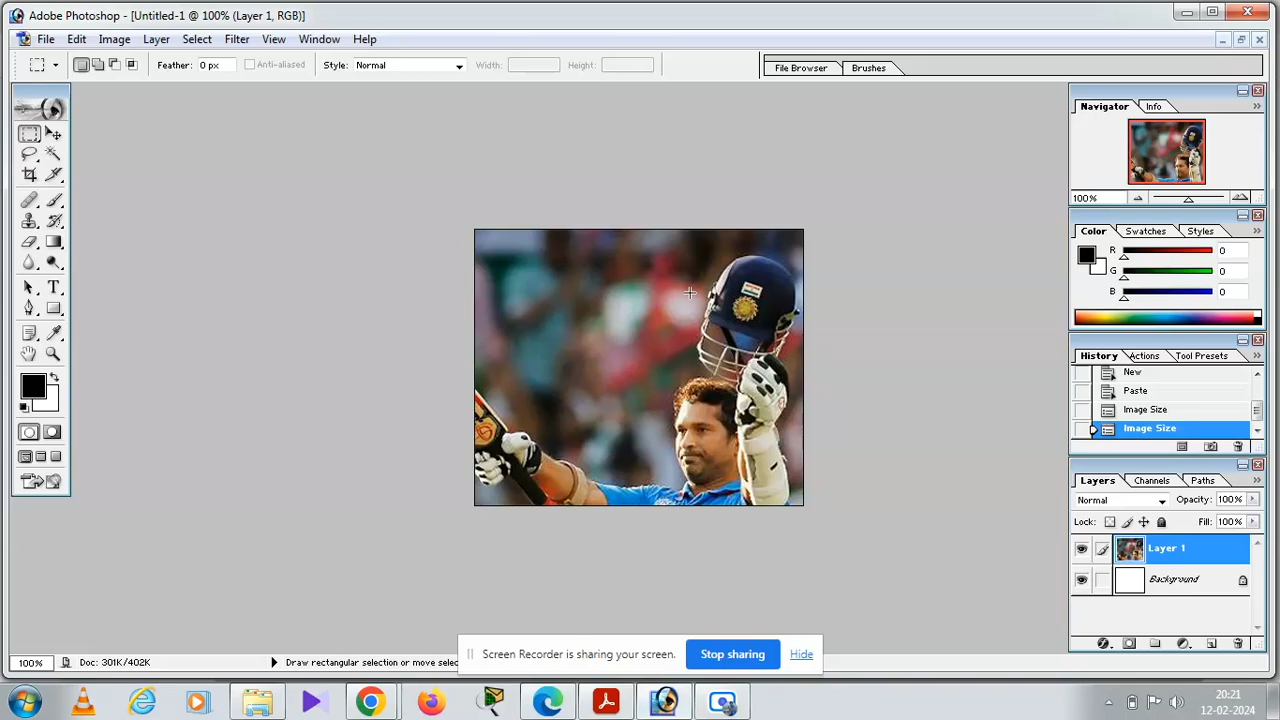 Adobe Photoshop - [Untitled-1 @ 100% (Layer 1, RGB)]
File Edit Image Layer Select Filter View Window Help
Feather: 0 px Anti-aliased Style: Normal Width: Height: File Browser Brushes
Navigator Info
100%
Color Swatches Styles
R 0
G 0
B 0
History Actions Tool Presets
New
Paste
Image Size
Image Size
Layers Channels Paths
Normal Opacity: 100%
Lock: Fill: 100%
Layer 1
Background
Screen Recorder is sharing your screen. Stop sharing Hide
100% Doc: 301K/402K Draw rectangular selection or move sel
20:21
12-02-2024